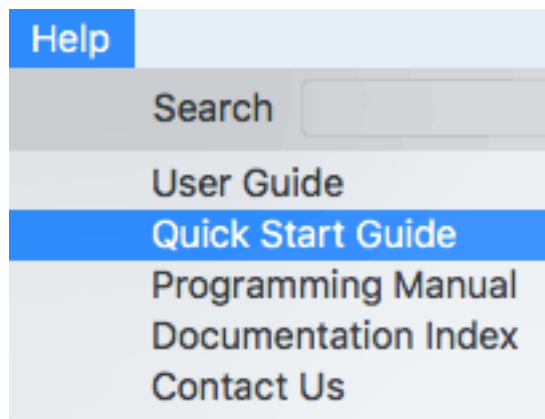 Help
Search
User Guide
Quick Start Guide
Programming Manual
Documentation Index
Contact Us